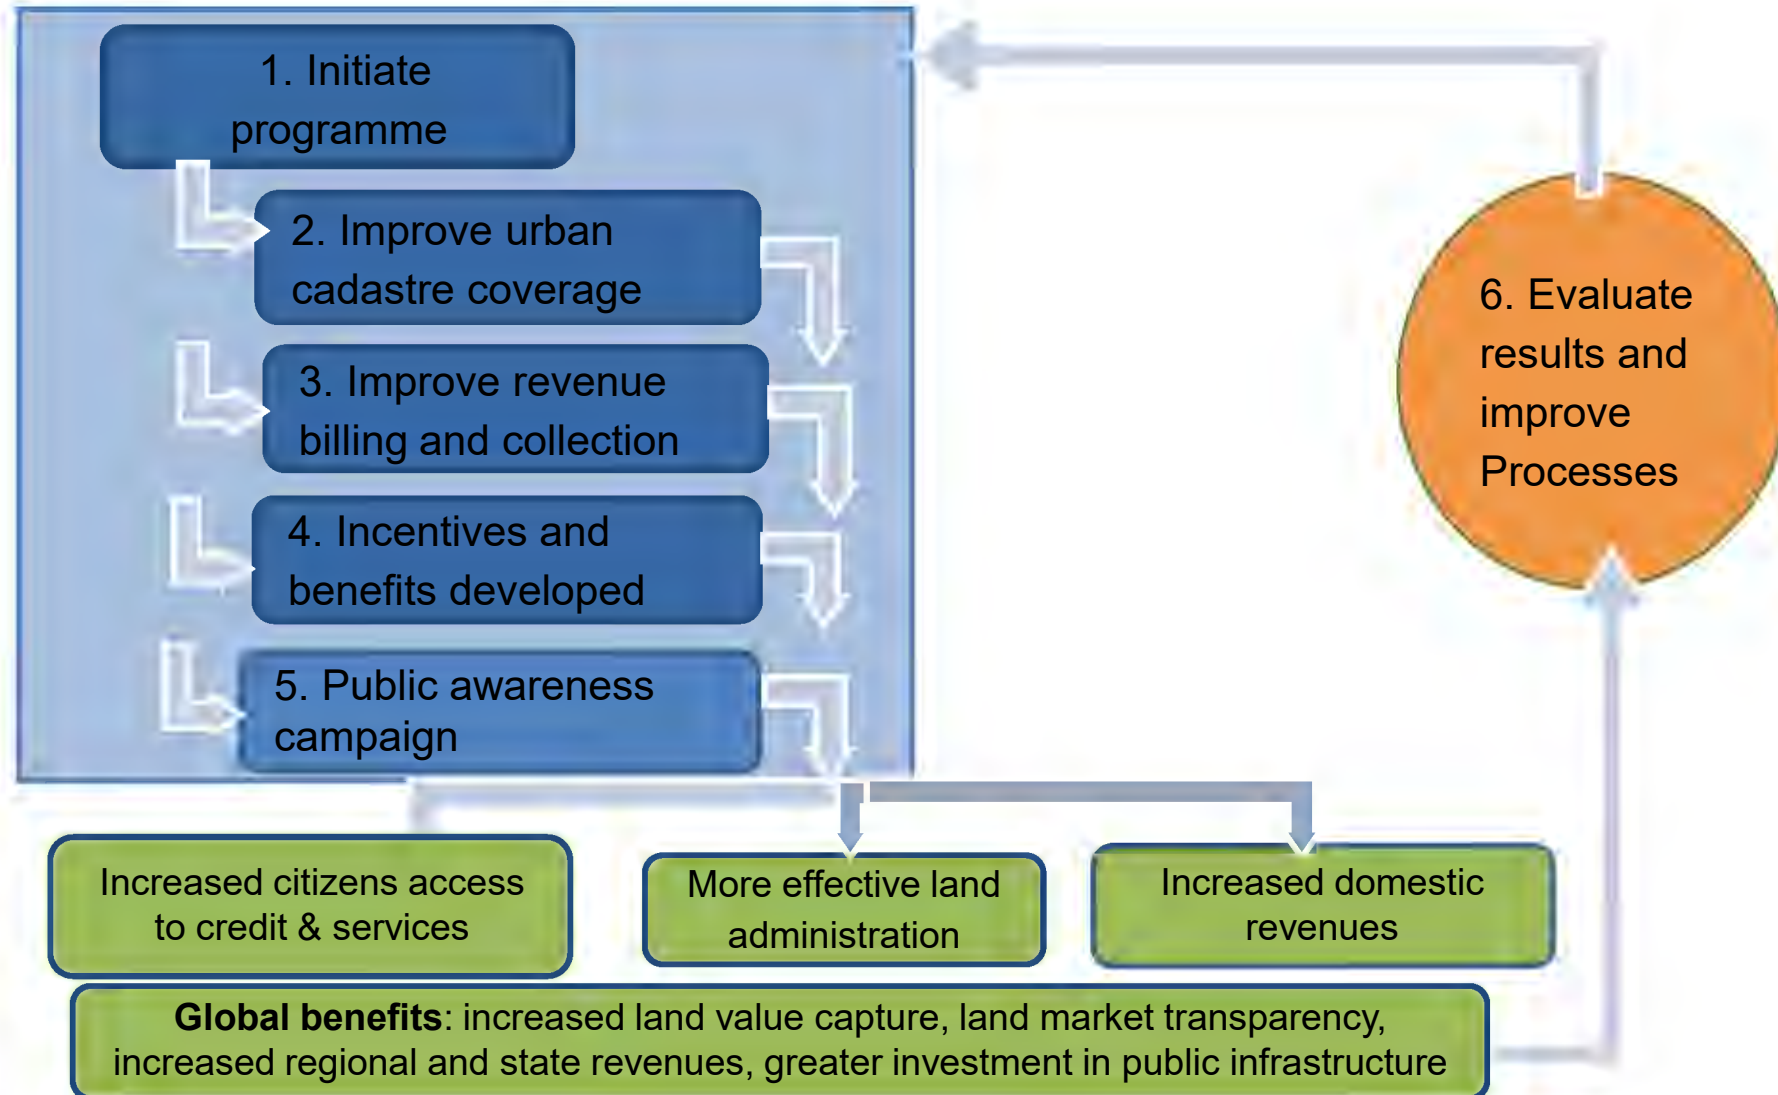 1. Initiate
programme
2. Improve urban
cadastre coverage
3. Improve revenue
billing and collection
4. Incentives and
benefits developed
5. Public awareness
campaign
6. Evaluate
results and
improve
Processes
Increased citizens access
to credit & services
More effective land
administration
Increased domestic
revenues
Global benefits: increased land value capture, land market transparency,
increased regional and state revenues, greater investment in public infrastructure